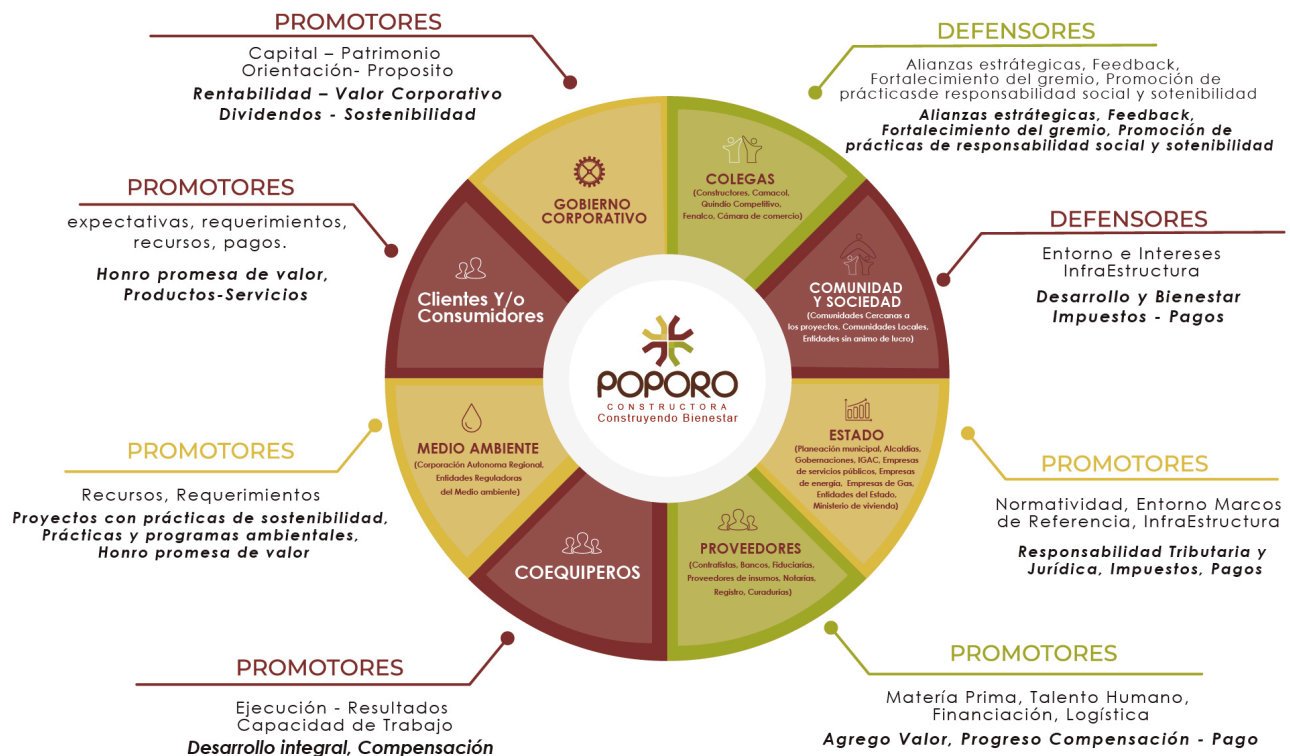 PROMOTORES
Capital – Patrimonio
Orientación- Proposito
Rentabilidad – Valor Corporativo
Dividendos - Sostenibilidad
DEFENSORES
Alianzas estrátegicas, Feedback,
Fortalecimiento del gremio, Promoción de
prácticasde responsabilidad social y sotenibilidad
Alianzas estrátegicas, Feedback,
Fortalecimiento del gremio, Promoción de
prácticas de responsabilidad social y sotenibilidad
PROMOTORES
expectativas, requerimientos,
recursos, pagos.
Honro promesa de valor,
Productos-Servicios
DEFENSORES
Entorno e Intereses
InfraEstructura
Desarrollo y Bienestar
Impuestos - Pagos
GOBIERNO
CORPORATIVO
COLEGAS
(Constructores, Camacol,
Quindio Competitivo,
Fenalco, Cámara de comercio)
Clientes Y/o
Consumidores
COMUNIDAD
Y SOCIEDAD
(Comunidades Cercanas a
los proyectos, Comunidades Locales,
Entidades sin animo de lucro)
POPORO
CONSTRUCTORA
Construyendo Bienestar
MEDIO AMBIENTE
(Corporación Autonoma Regional,
Entidades Reguladoras
del Medio ambiente)
ESTADO
(Planeación municipal, Alcaldías,
Gobernaciones, IGAC, Empresas
de servicios públicos, Empresas
de energía, Empresas de Gas,
Entidades del Estado,
Ministerio de vivienda)
COEQUIPEROS
PROVEEDORES
(Contratistas, Bancos, Fiduciarias,
Proveedores de insumos, Notarías,
Registro, Curadurías)
PROMOTORES
Recursos, Requerimientos
Proyectos con prácticas de sostenibilidad,
Prácticas y programas ambientales,
Honro promesa de valor
PROMOTORES
Normatividad, Entorno Marcos
de Referencia, InfraEstructura
Responsabilidad Tributaria y
Jurídica, Impuestos, Pagos
PROMOTORES
Ejecución - Resultados
Capacidad de Trabajo
Desarrollo integral, Compensación
PROMOTORES
Matería Prima, Talento Humano,
Financiación, Logística
Agrego Valor, Progreso Compensación - Pago